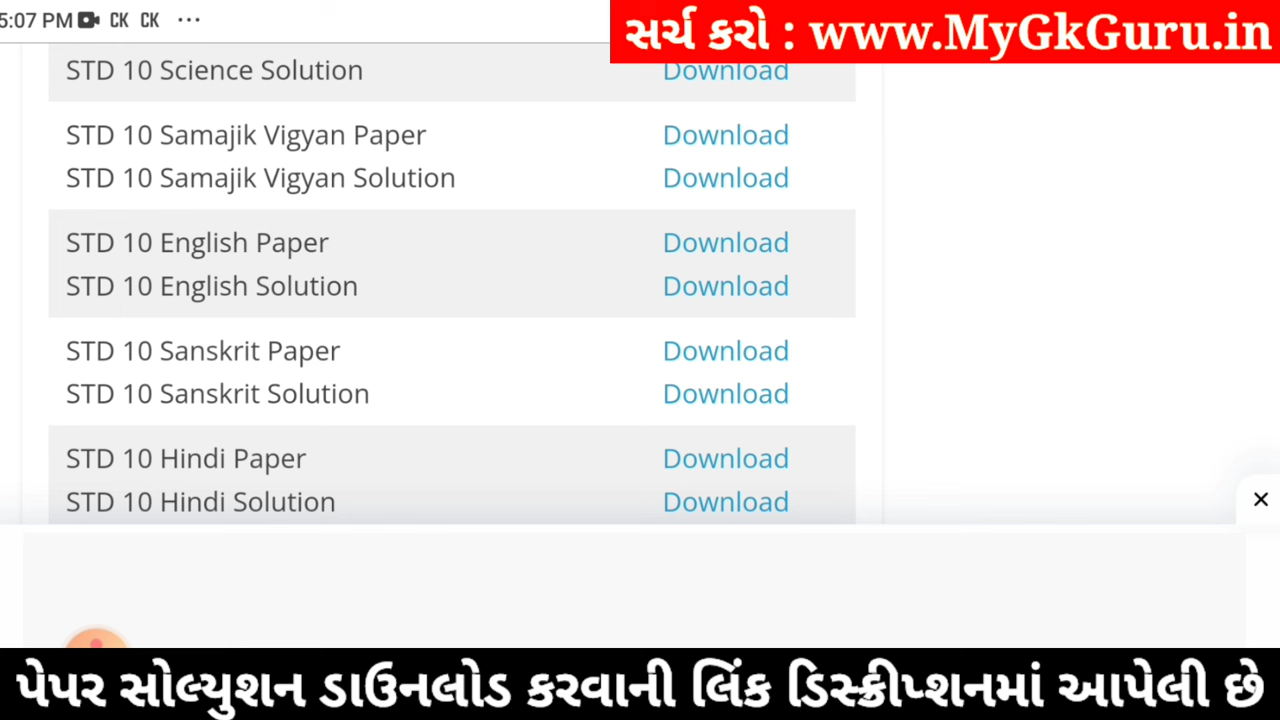 5:07 PM CK CK ...
સર્ચ કરો : www.MyGkGuru.in
STD 10 Science Solution Download
STD 10 Samajik Vigyan Paper Download
STD 10 Samajik Vigyan Solution Download
STD 10 English Paper Download
STD 10 English Solution Download
STD 10 Sanskrit Paper Download
STD 10 Sanskrit Solution Download
STD 10 Hindi Paper Download
STD 10 Hindi Solution Download
પેપર સોલ્યુશન ડાઉનલોડ કરવાની લિંક ડિસ્ક્રીપ્શનમાં આપેલી છે